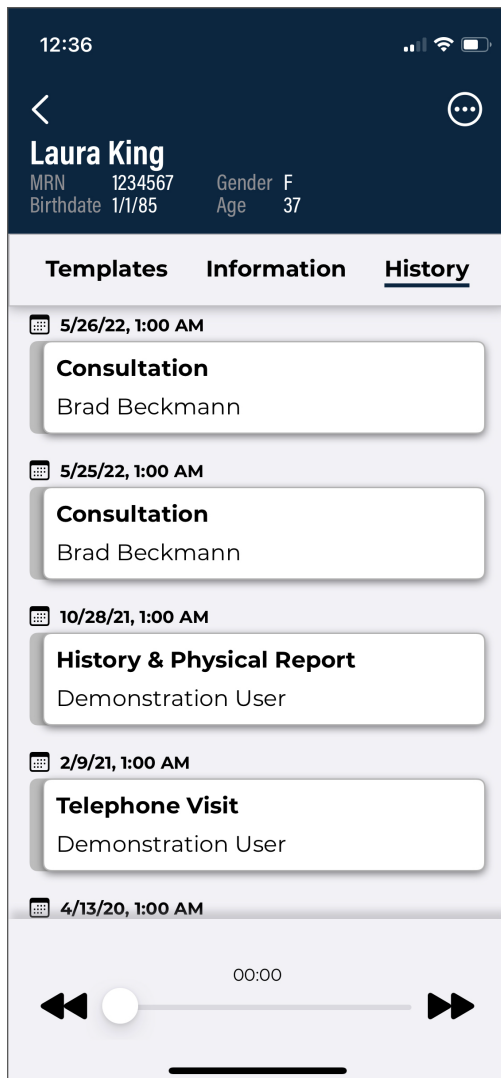 12:36
Laura King
MRN 1234567 Gender F
Birthdate 1/1/85 Age 37
Templates Information History
5/26/22, 1:00 AM
Consultation
Brad Beckmann
5/25/22, 1:00 AM
Consultation
Brad Beckmann
10/28/21, 1:00 AM
History & Physical Report
Demonstration User
2/9/21, 1:00 AM
Telephone Visit
Demonstration User
4/13/20, 1:00 AM
00:00